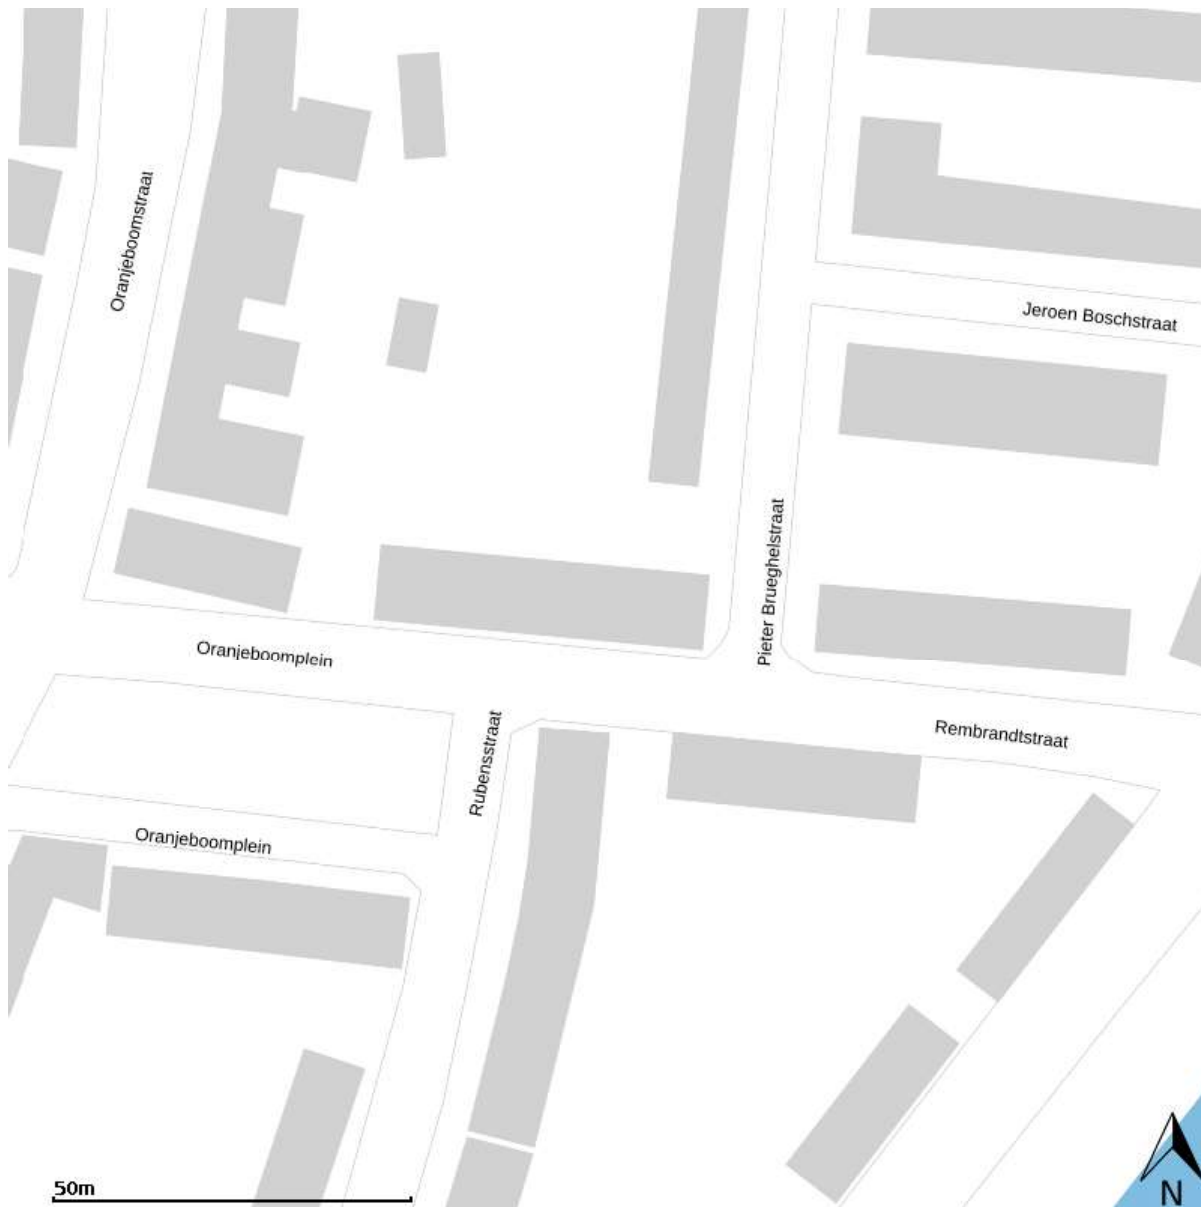 Oranjeboomstraat
Jeroen Boschstraat
Pieter Brueghelstraat
Oranjeboomplein
Rubensstraat
Rembrandtstraat
Oranjeboomplein
50m
N